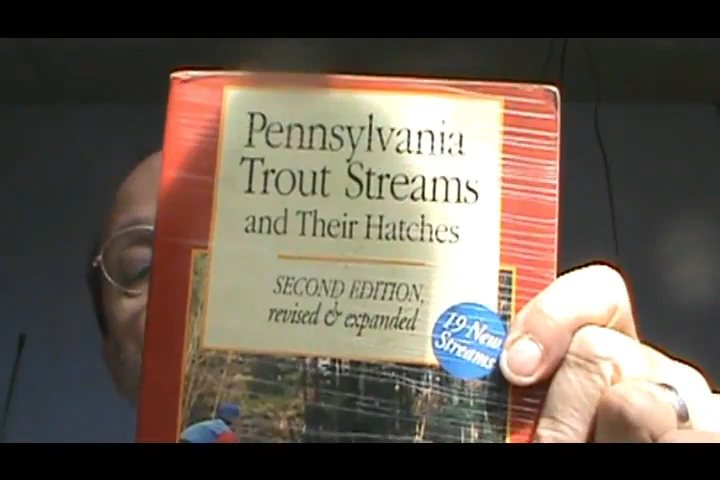 Pennsylvania
Trout Streams
and Their Hatches
SECOND EDITION,
revised & expanded
19 New
Streams